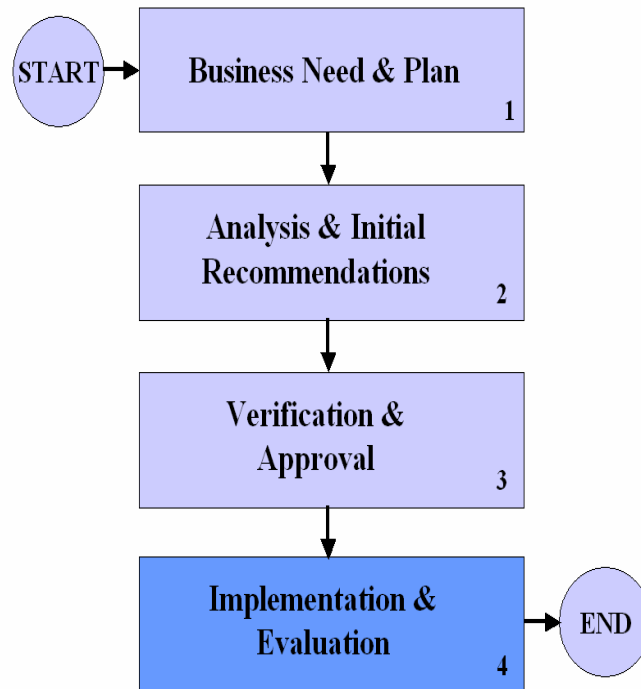 START
Business Need & Plan
1
Analysis & Initial
Recommendations
2
Verification &
Approval
3
Implementation &
Evaluation
4
END